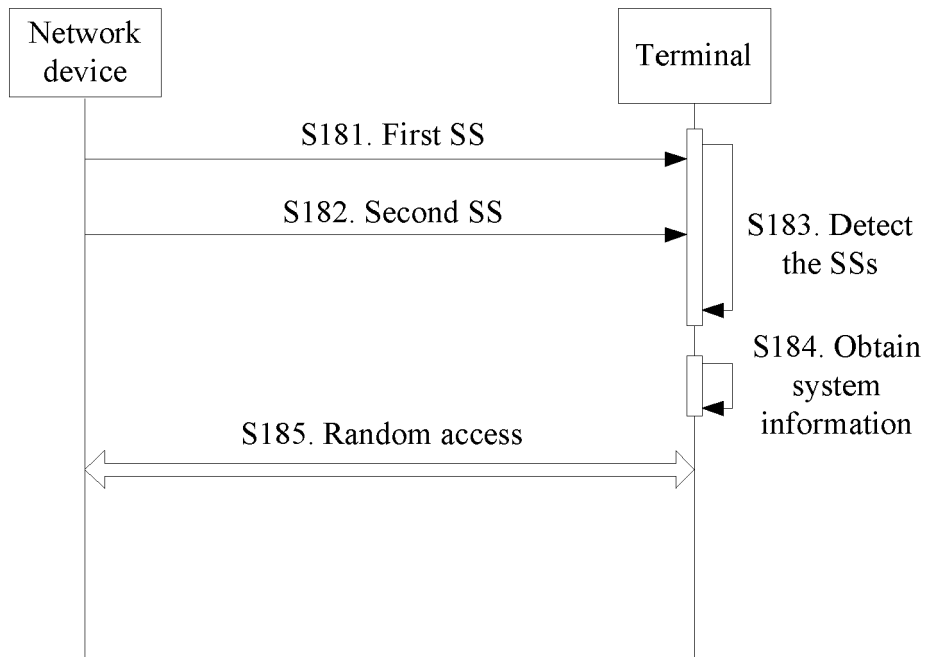 Network
device
Terminal
S181. First SS
S182. Second SS
S183. Detect
the SSs
S184. Obtain
system
information
S185. Random access